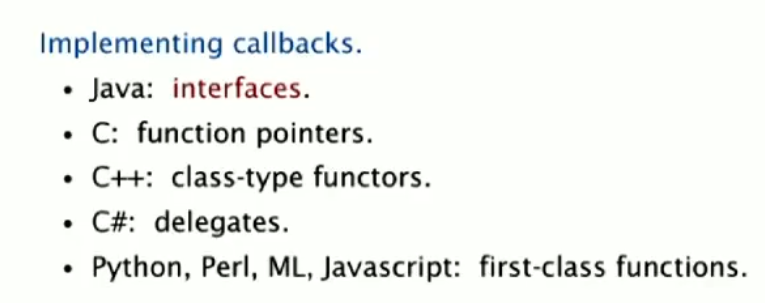 Implementing callbacks.
• Java: interfaces.
• C: function pointers.
• C++: class-type functors.
• C#: delegates.
• Python, Perl, ML, Javascript: first-class functions.